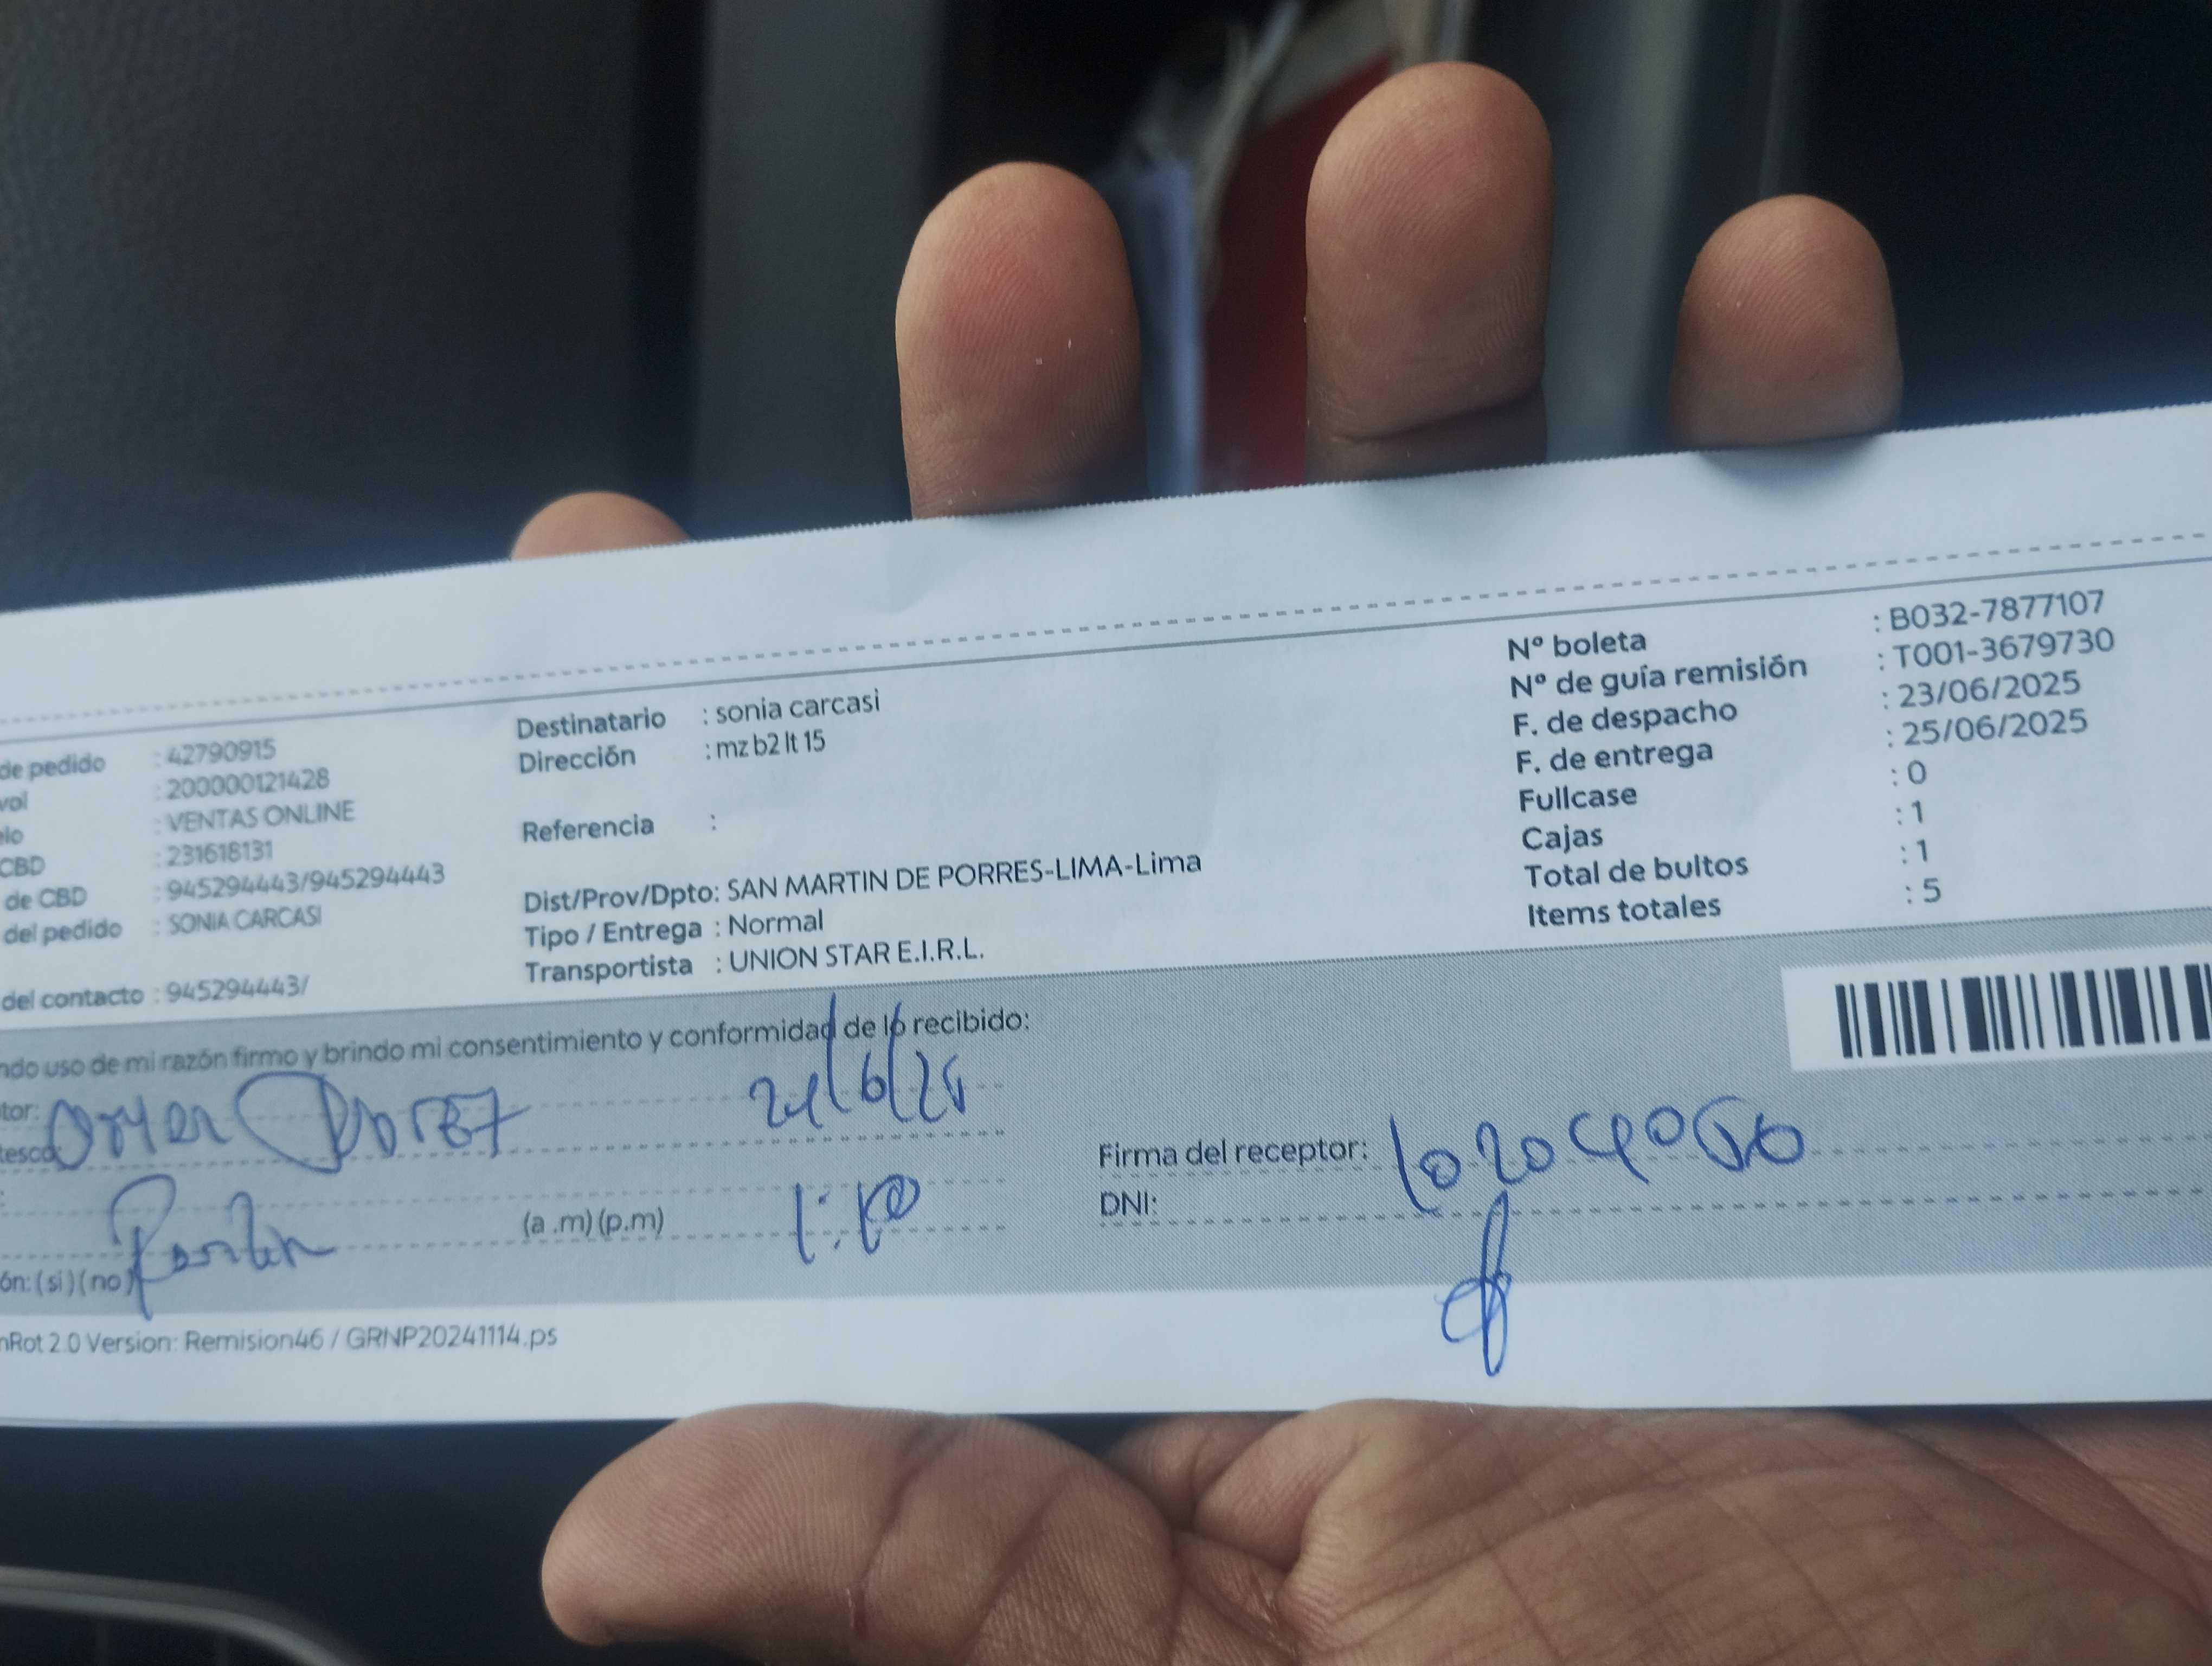 de pedido : 42790915
: 200000121428
: VENTAS ONLINE
CBD : 231618131
de CBD : 945294443/945294443
del pedido : SONIA CARCASI
del contacto : 945294443/
Destinatario : sonia carcasi
Dirección : mz b2 lt 15
Referencia :
Dist/Prov/Dpto: SAN MARTIN DE PORRES-LIMA-Lima
Tipo / Entrega : Normal
Transportista : UNION STAR E.I.R.L.
Nº boleta : B032-7877107
Nº de guía remisión : T001-3679730
F. de despacho : 23/06/2025
F. de entrega : 25/06/2025
Fullcase : 0
Cajas : 1
Total de bultos : 1
Items totales : 5
ndo uso de mi razón firmo y brindo mi consentimiento y conformidad de lo recibido:
tor:
(a .m) (p.m)
Firma del receptor:
DNI:
ón: (si) (no)
nRot 2.0 Version: Remision46 / GRNP20241114.ps